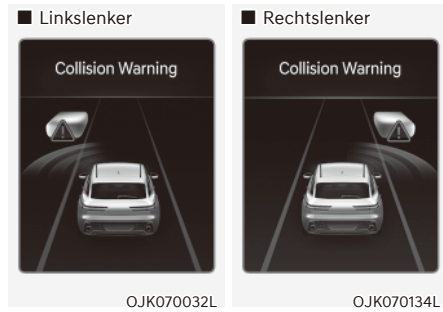 ■ Linkslenker
Collision Warning
OJK070032L
■ Rechtslenker
Collision Warning
OJK070134L